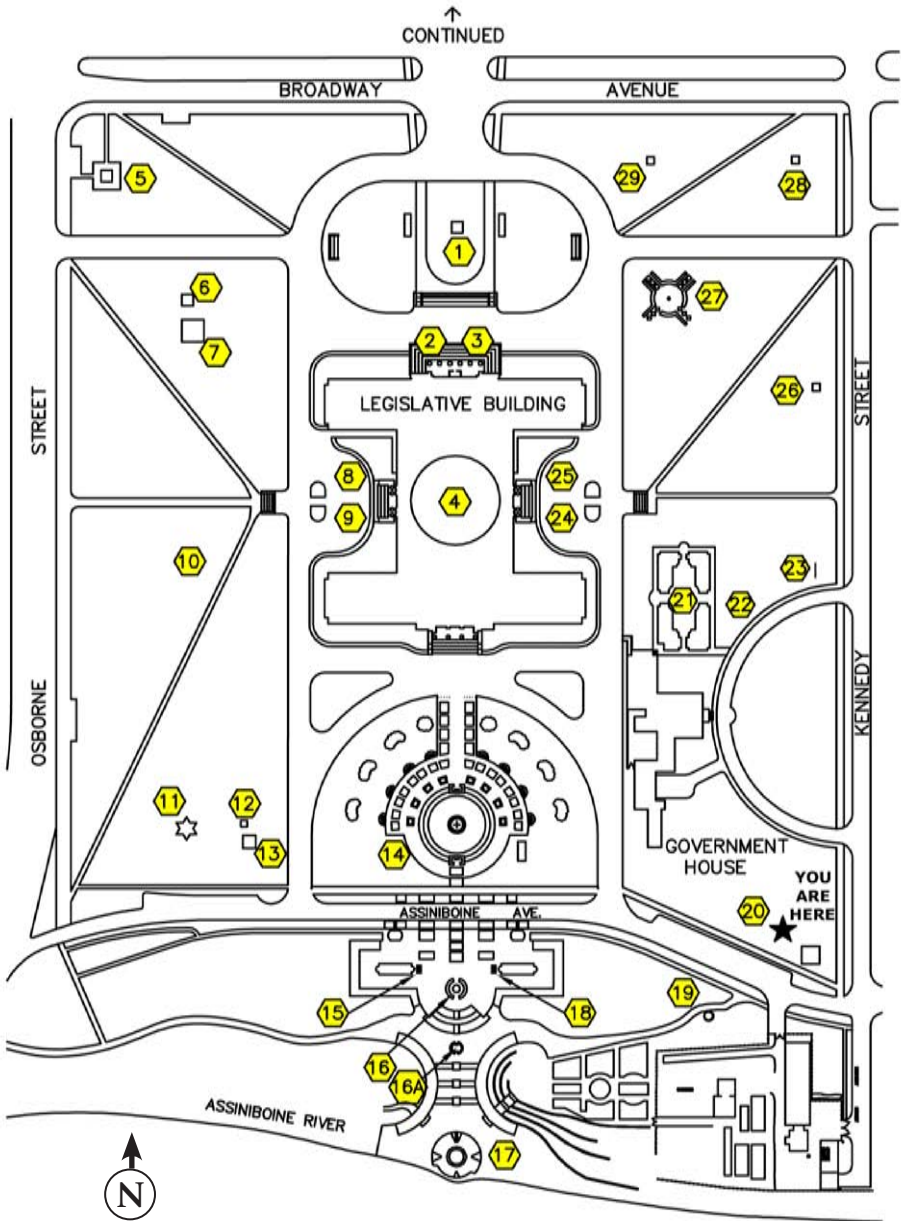 CONTINUED
BROADWAY AVENUE
5
29
28
1
6
27
7
2
3
LEGISLATIVE BUILDING
26
STREET
STREET
8
25
4
9
24
10
23
21
22
OSBORNE
KENNEDY
11
12
13
14
GOVERNMENT
HOUSE
YOU
ARE
HERE
20
ASSINIBOINE AVE.
19
15
18
16
16A
ASSINIBOINE RIVER
17
N